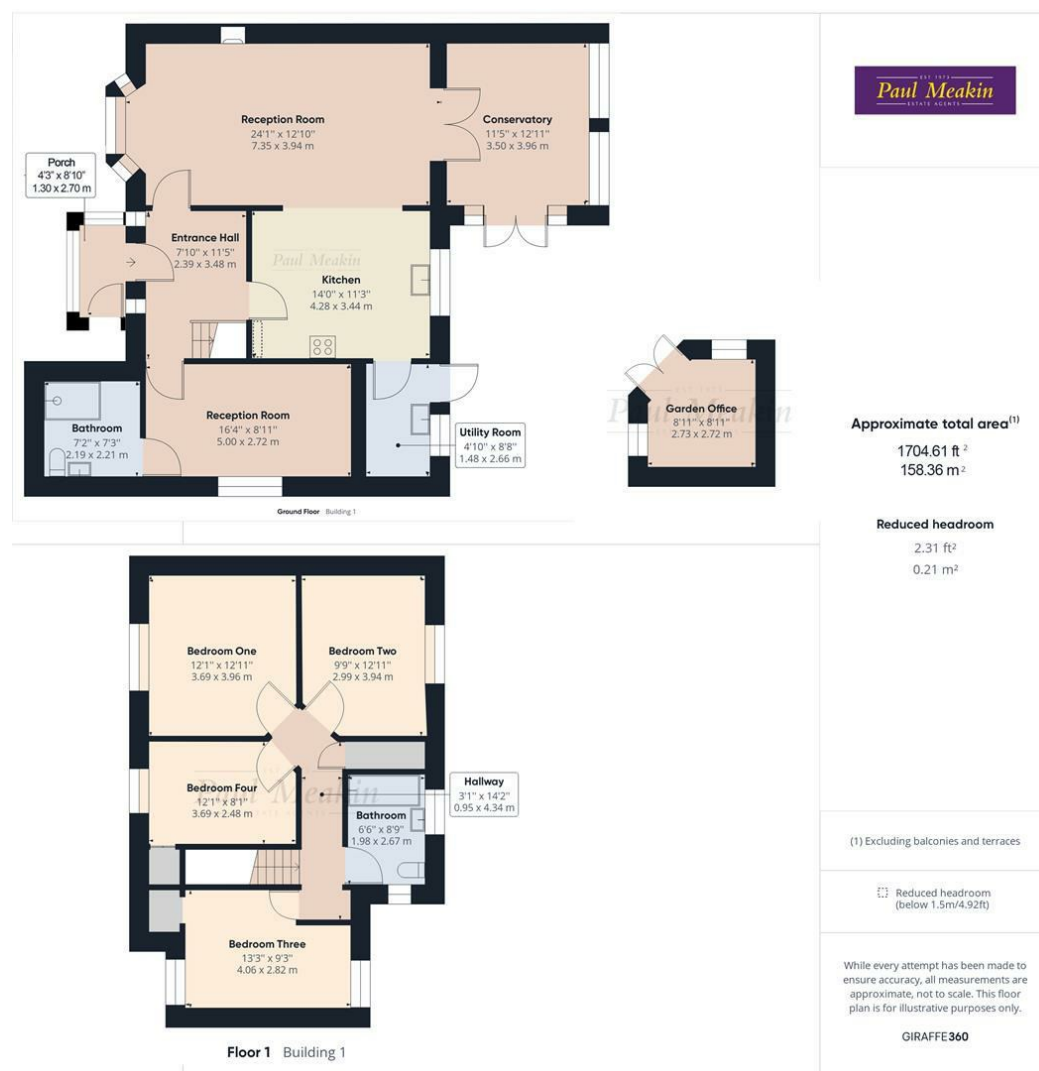 EST 1972
Paul Meakin
ESTATE AGENTS
Reception Room
24'1" x 12'10"
7.35 x 3.94 m
Conservatory
11'5" x 12'11"
3.50 x 3.96 m
Porch
4'3" x 8'10"
1.30 x 2.70 m
Entrance Hall
7'10" x 11'5"
2.39 x 3.48 m
Paul Meakin
Kitchen
14'0" x 11'3"
4.28 x 3.44 m
Bathroom
7'2" x 7'3"
2.19 x 2.21 m
Reception Room
16'4" x 8'11"
5.00 x 2.72 m
Utility Room
4'10" x 8'8"
1.48 x 2.66 m
Paul Meakin
Garden Office
8'11" x 8'11"
2.73 x 2.72 m
Ground Floor Building 1
Approximate total area(1)
1704.61 ft 2
158.36 m 2
Reduced headroom
2.31 ft²
0.21 m²
Bedroom One
12'1" x 12'11"
3.69 x 3.96 m
Bedroom Two
9'9" x 12'11"
2.99 x 3.94 m
Paul Meakin
Bedroom Four
12'1" x 8'1"
3.69 x 2.48 m
Hallway
3'1" x 14'2"
0.95 x 4.34 m
Bathroom
6'6" x 8'9"
1.98 x 2.67 m
Bedroom Three
13'3" x 9'3"
4.06 x 2.82 m
Floor 1 Building 1
(1) Excluding balconies and terraces
Reduced headroom
(below 1.5m/4.92ft)
While every attempt has been made to
ensure accuracy, all measurements are
approximate, not to scale. This floor
plan is for illustrative purposes only.
GIRAFFE360